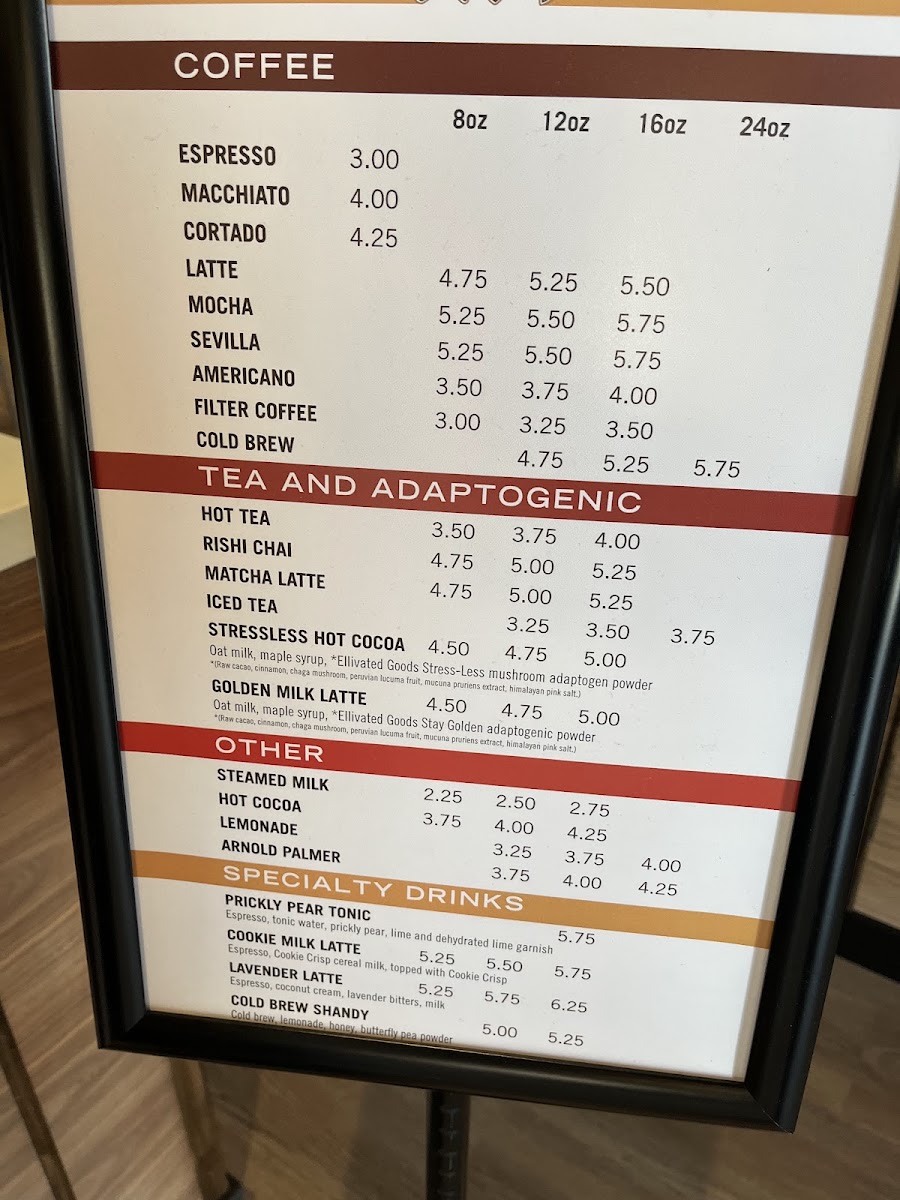 COFFEE
8oz 12oz 16oz 24oz
ESPRESSO 3.00
MACCHIATO 4.00
CORTADO 4.25
LATTE 4.75 5.25 5.50
MOCHA 5.25 5.50 5.75
SEVILLA 5.25 5.50 5.75
AMERICANO 3.50 3.75 4.00
FILTER COFFEE 3.00 3.25 3.50
COLD BREW 4.75 5.25 5.75
TEA AND ADAPTOGENIC
HOT TEA 3.50 3.75 4.00
RISHI CHAI 4.75 5.00 5.25
MATCHA LATTE 4.75 5.00 5.25
ICED TEA 3.25 3.50 3.75
STRESSLESS HOT COCOA 4.50 4.75 5.00
Oat milk, maple syrup, *Ellivated Goods Stress-Less mushroom adaptogen powder
*(Raw cacao, cinnamon, chaga mushroom, peruvian lucuma fruit, mucuna pruriens extract, himalayan pink salt.)
GOLDEN MILK LATTE 4.50 4.75 5.00
Oat milk, maple syrup, *Ellivated Goods Stay Golden adaptogenic powder
*(Raw cacao, cinnamon, chaga mushroom, peruvian lucuma fruit, mucuna pruriens extract, himalayan pink salt.)
OTHER
STEAMED MILK 2.25 2.50 2.75
HOT COCOA 3.75 4.00 4.25
LEMONADE 3.25 3.75 4.00
ARNOLD PALMER 3.75 4.00 4.25
SPECIALTY DRINKS
PRICKLY PEAR TONIC 5.75
Espresso, tonic water, prickly pear, lime and dehydrated lime garnish
COOKIE MILK LATTE 5.25 5.50 5.75
Espresso, Cookie Crisp cereal milk, topped with Cookie Crisp
LAVENDER LATTE 5.25 5.75 6.25
Espresso, coconut cream, lavender bitters, milk
COLD BREW SHANDY 5.00 5.25
Cold brew, lemonade, honey, butterfly pea powder